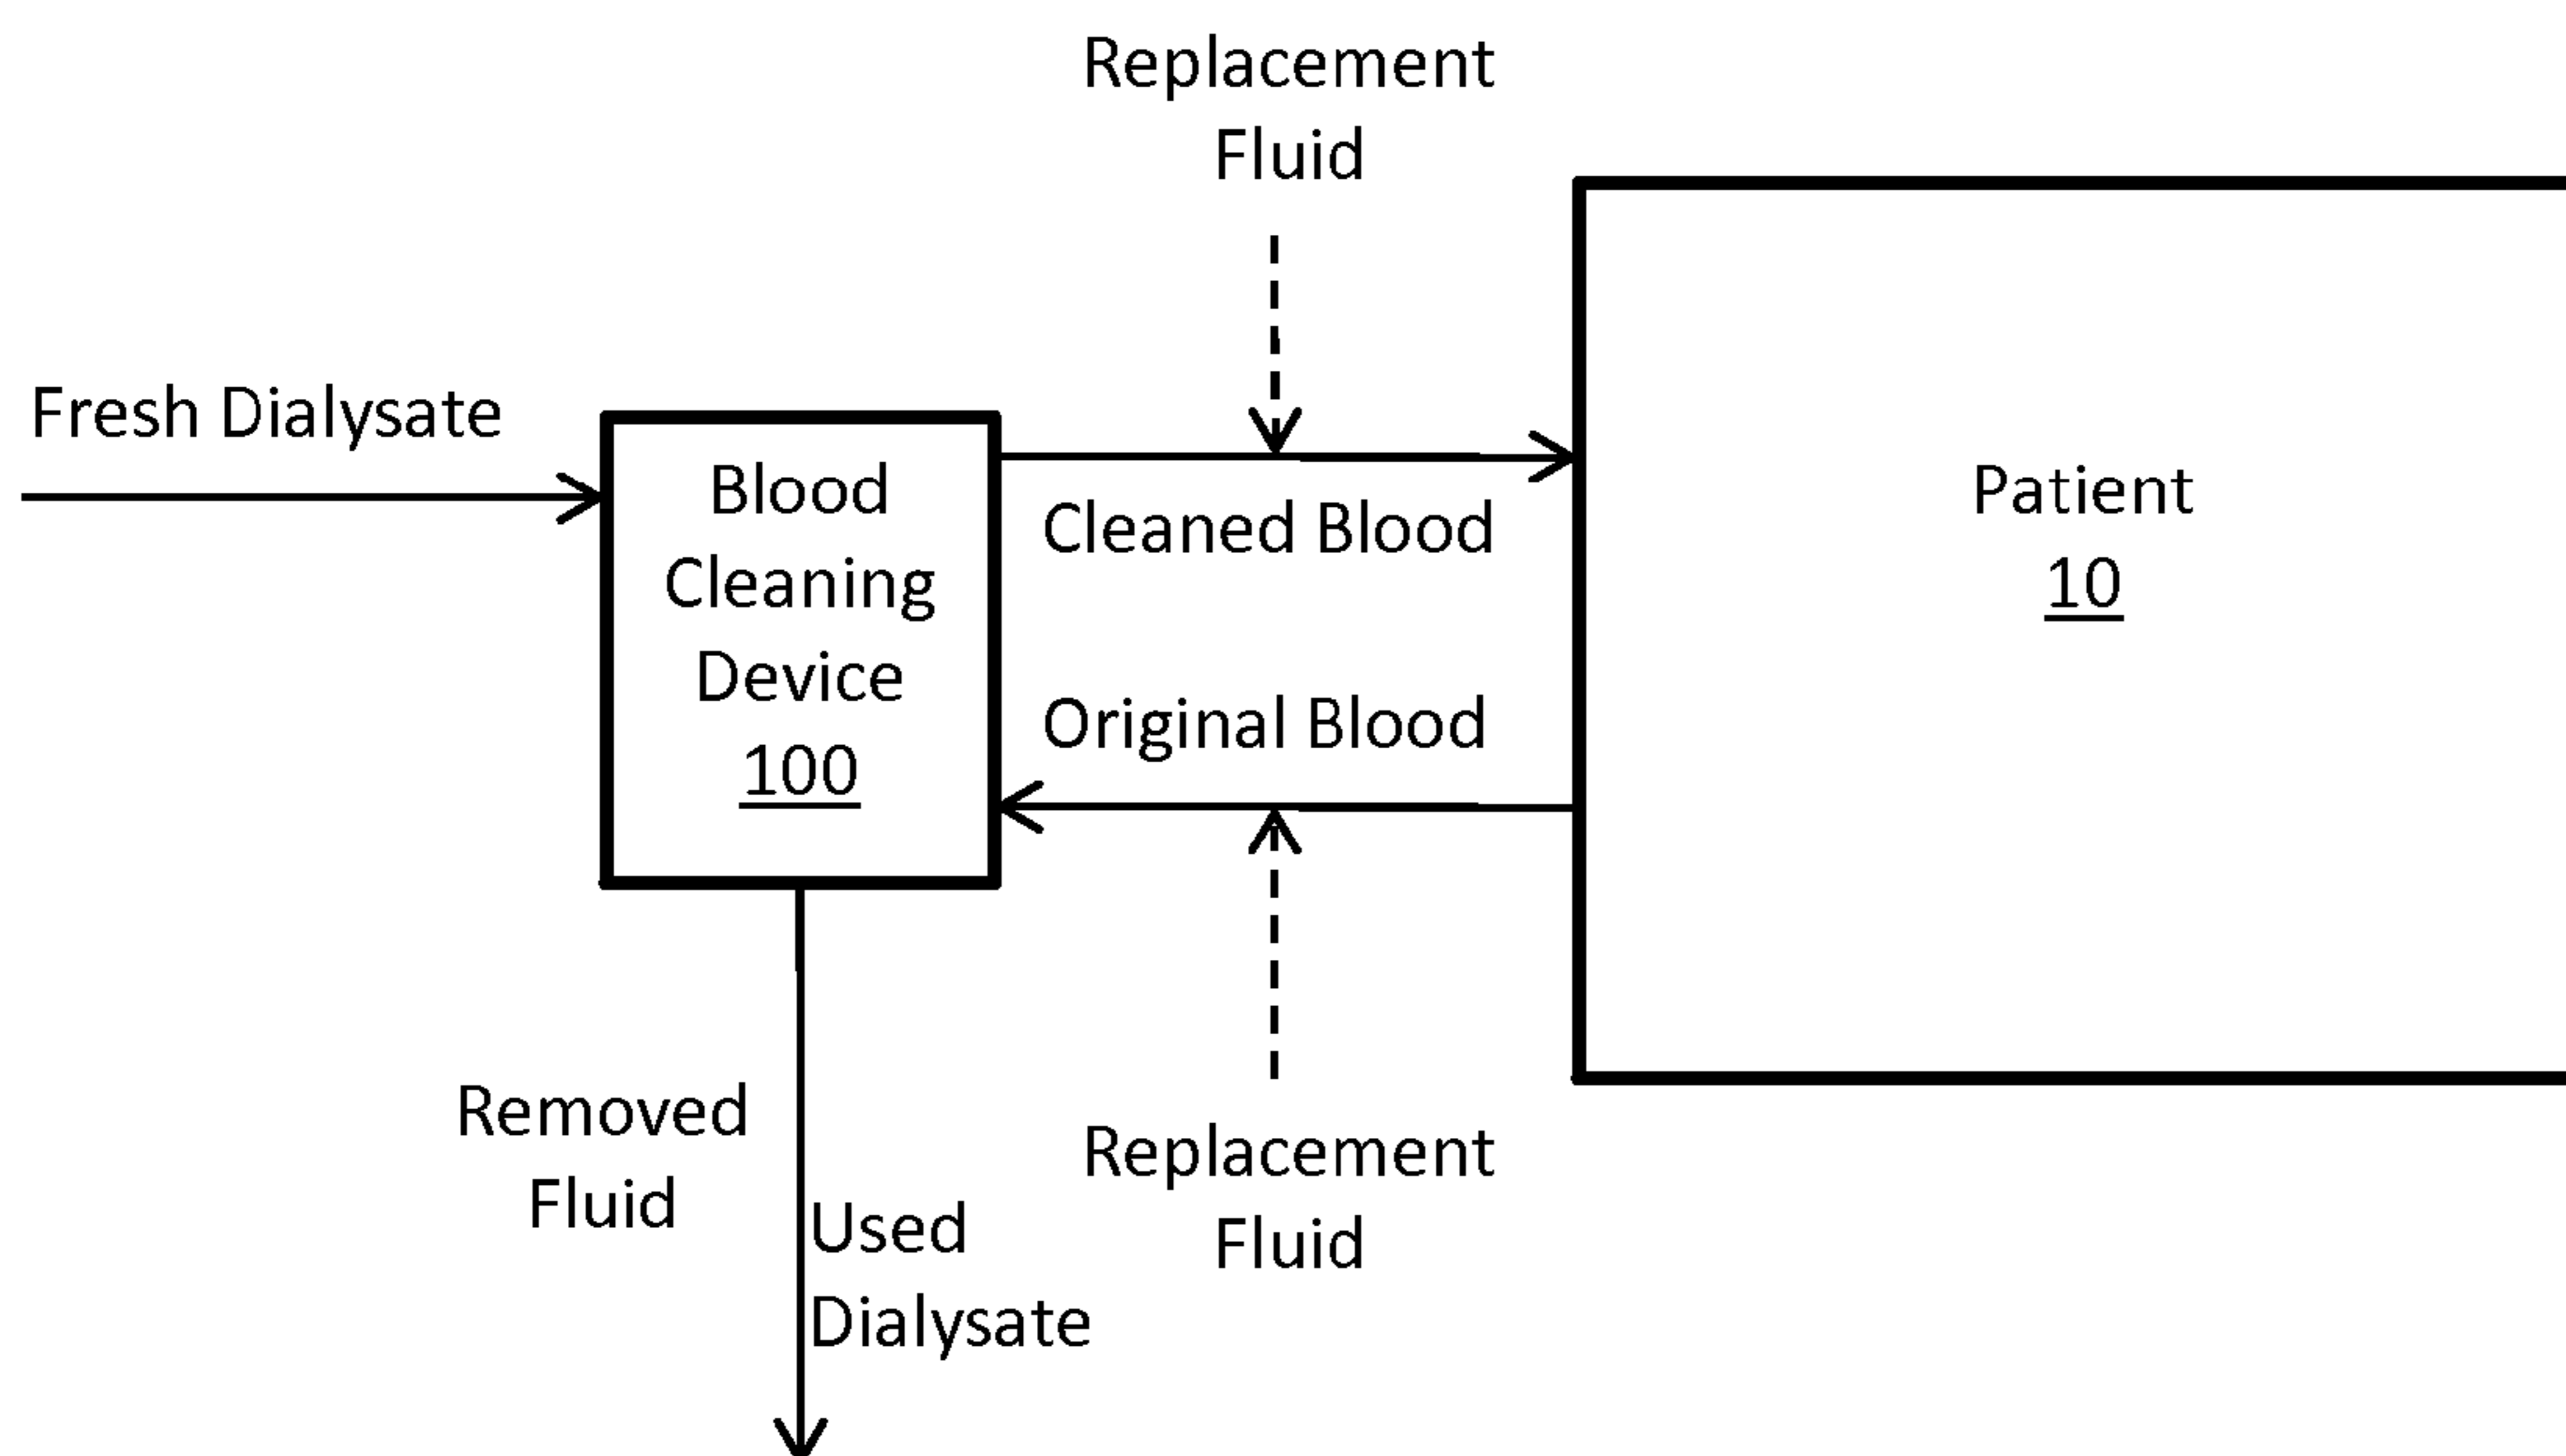 Replacement
Fluid
Fresh Dialysate
Blood
Cleaning
Device
100
Cleaned Blood
Original Blood
Patient
10
Removed
Fluid
Used
Dialysate
Replacement
Fluid